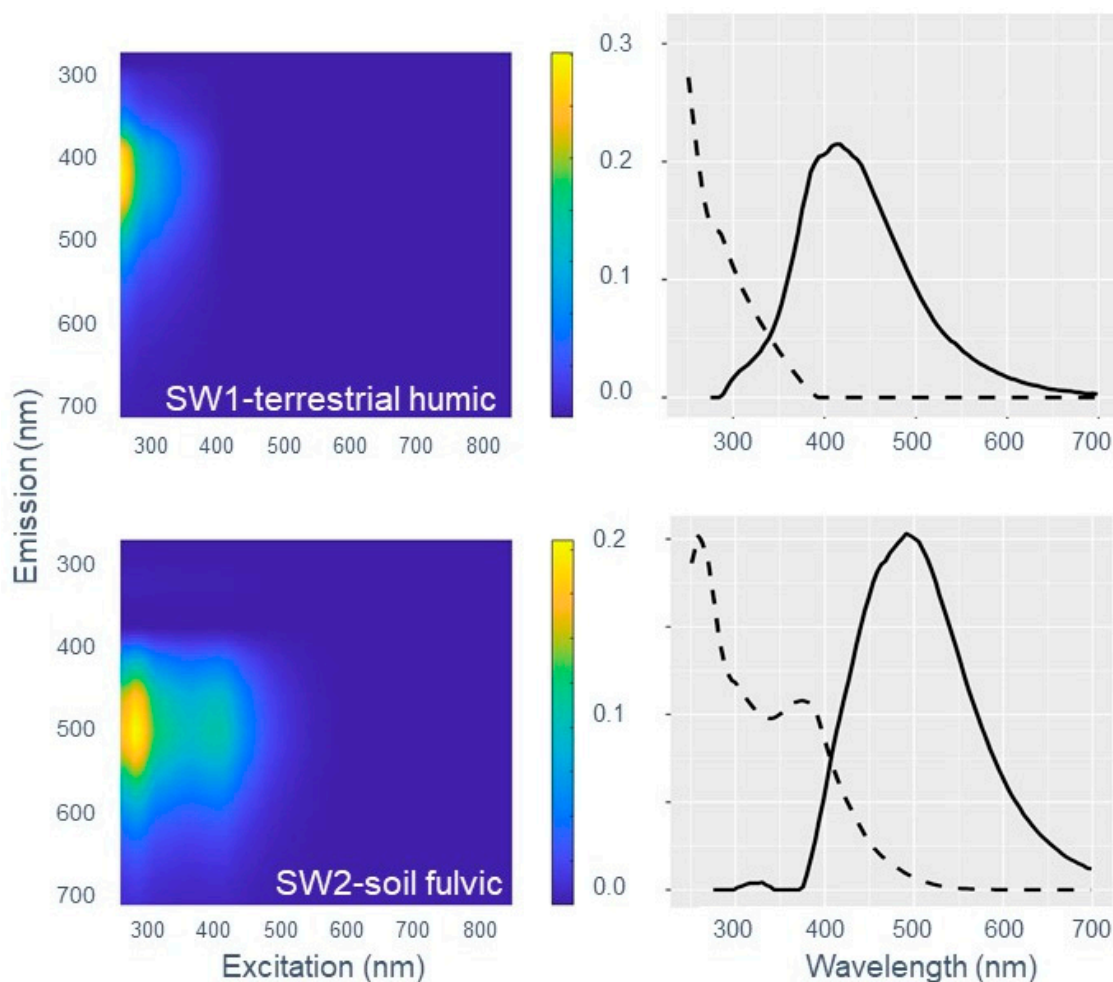 300
400
500
600
700
SW1-terrestrial humic
300 400 500 600 700 800
0.3
0.2
0.1
0.0
300 400 500 600 700
Emission (nm)
300
400
500
600
700
SW2-soil fulvic
300 400 500 600 700 800
Excitation (nm)
0.2
0.1
0.0
300 400 500 600 700
Wavelength (nm)